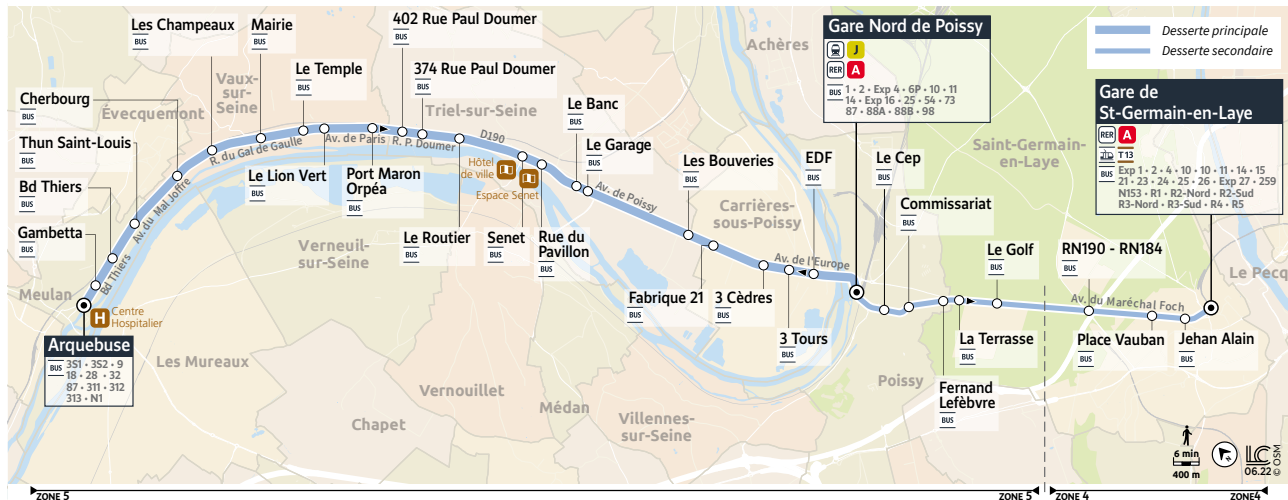 Les Champeaux
BUS
Mairie
BUS
402 Rue Paul Doumer
BUS
Le Temple
BUS
374 Rue Paul Doumer
BUS
Cherbourg
BUS
Thun Saint-Louis
BUS
Bd Thiers
BUS
Gambetta
BUS
Évecquemont
Vaux-
sur-
Seine
Triel-sur-Seine
Av. du Mal Joffre
R. du Gal de Gaulle
Av. de Paris
R. P. Doumer
D190
Bd Thiers
Meulan
H
Centre
Hospitalier
Arquebuse
BUS
3S1 • 3S2 • 9
18 • 28 • 32
87 • 311 • 312
313 • N1
Le Lion Vert
BUS
Port Maron
Orpéa
BUS
Le Routier
BUS
Hôtel
de ville
Espace Senet
Senet
BUS
Rue du
Pavillon
BUS
Le Banc
BUS
Le Garage
BUS
Av. de Poissy
Les Bouveries
BUS
Carrières-
sous-Poissy
Fabrique 21
BUS
3 Cèdres
BUS
EDF
BUS
Av. de l'Europe
3 Tours
BUS
Verneuil-
sur-Seine
Les Mureaux
Chapet
Vernouillet
Médan
Villennes-
sur-Seine
Achères
Gare Nord de Poissy
J
RER A
BUS
1 • 2 • Exp 4 • 6P • 10 • 11
14 • Exp 16 • 25 • 54 • 73
87 • 88A • 88B • 98
Le Cep
BUS
Commissariat
BUS
Poissy
Fernand
Lefèbvre
BUS
La Terrasse
BUS
Le Golf
BUS
Saint-Germain-
en-Laye
RN190 - RN184
BUS
Av. du Maréchal Foch
Place Vauban
BUS
Jehan Alain
BUS
Le Pecq
Desserte principale
Desserte secondaire
Gare de
St-Germain-en-Laye
RER A
T 13
BUS
Exp 1 • 2 • 4 • 10 • 10 • 11 • 14 • 15
21 • 23 • 24 • 25 • 26 • Exp 27 • 259
N153 • R1 • R2-Nord • R2-Sud
R3-Nord • R3-Sud • R4 • R5
6 min
400 m
LC
06.22
© OSM
ZONE 5
ZONE 5
ZONE 4
ZONE4